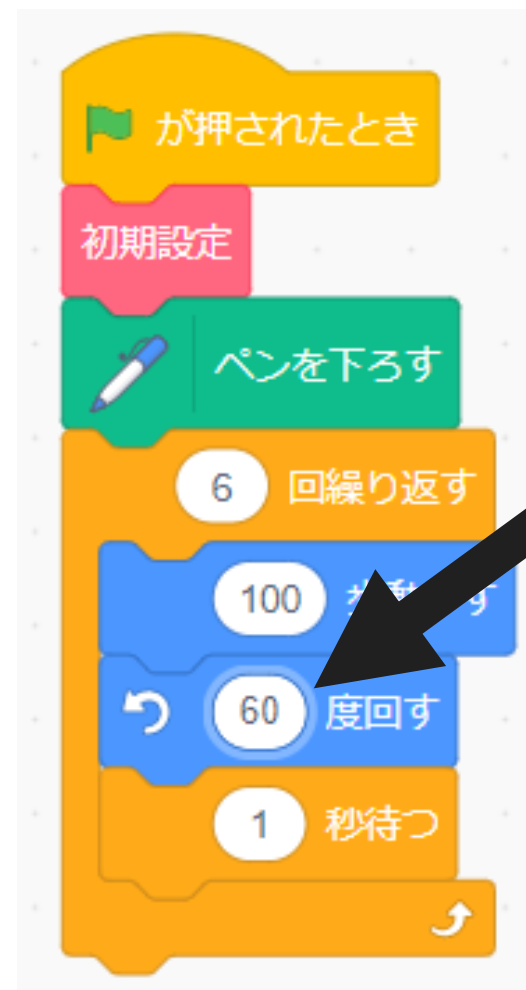 が押されたとき
初期設定
ペンを下ろす
6 回繰り返す
100
60 度回す
1 秒待つ